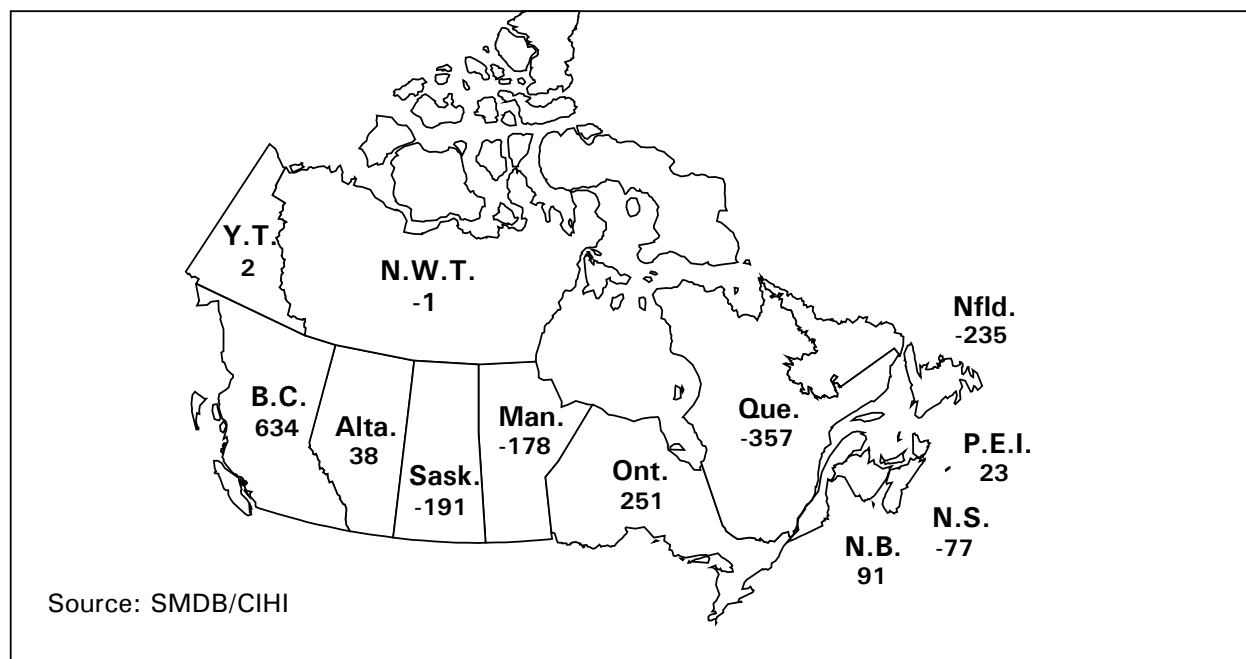 Y.T.
2
N.W.T.
-1
Nfld.
-235
B.C.
634
Alta.
38
Sask.
-191
Man.
-178
Ont.
251
Que.
-357
P.E.I.
23
N.S.
-77
N.B.
91
Source: SMDB/CIHI